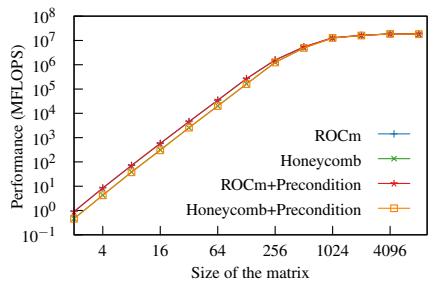 10^8
10^7
10^6
10^5
10^4
10^3
10^2
10^1
10^0
10^−1
Performance (MFLOPS)
ROCm
Honeycomb
ROCm+Precondition
Honeycomb+Precondition
4 16 64 256 1024 4096
Size of the matrix